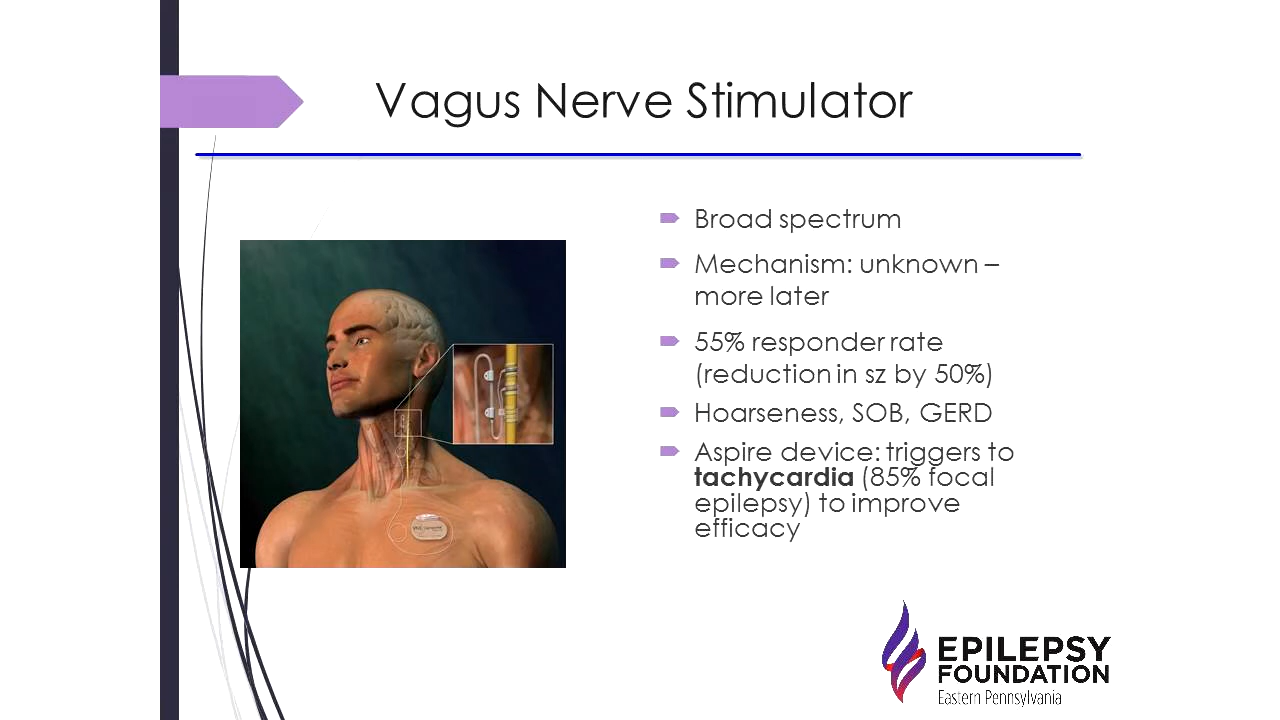 Vagus Nerve Stimulator
Broad spectrum
Mechanism: unknown –
more later
55% responder rate
(reduction in sz by 50%)
Hoarseness, SOB, GERD
Aspire device: triggers to
tachycardia (85% focal
epilepsy) to improve
efficacy
EPILEPSY
FOUNDATION
Eastern Pennsylvania